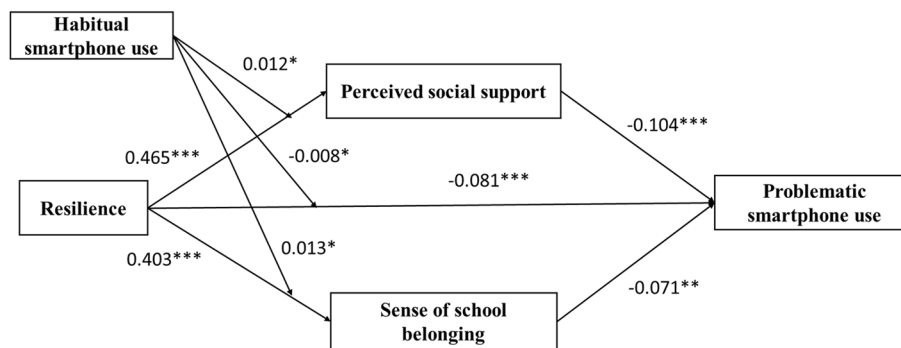 Habitual
smartphone use
0.012*
Perceived social support
-0.104***
0.465***
-0.008*
-0.081***
Resilience
Problematic
smartphone use
0.403***
0.013*
-0.071**
Sense of school
belonging